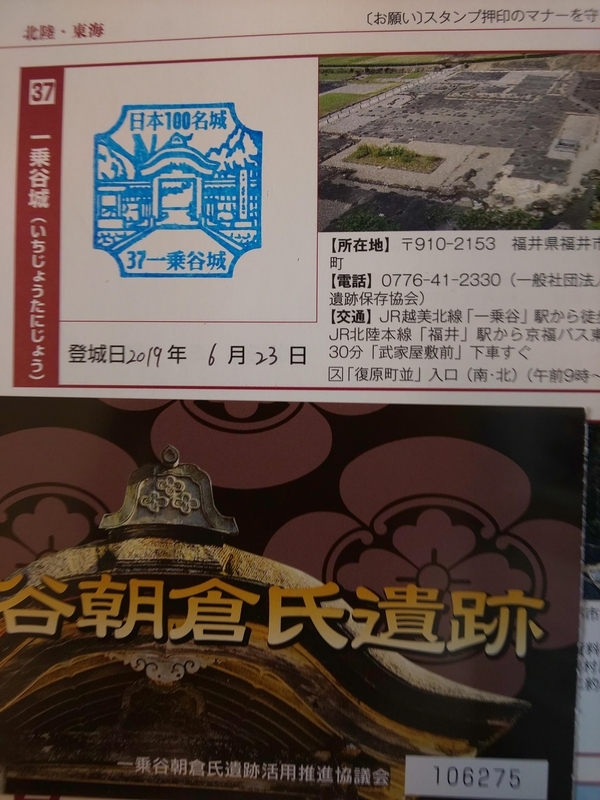 北陸・東海
〔お願い〕スタンプ押印のマナーを守
37
一乗谷城(いちじょうたにじょう)
日本100名城
37一乗谷城
登城日2019年 6月23日
【所在地】 〒910-2153 福井県福井市
町
【電話】 0776-41-2330(一般社団法
遺跡保存協会)
【交通】 JR越美北線「一乗谷」駅から徒
JR北陸本線「福井」駅から京福バス東
30分「武家屋敷前」下車すぐ
ス「復原町並」入口(南・北)(午前9時~
谷朝倉氏遺跡
一乗谷朝倉氏遺跡活用推進協議会
106275